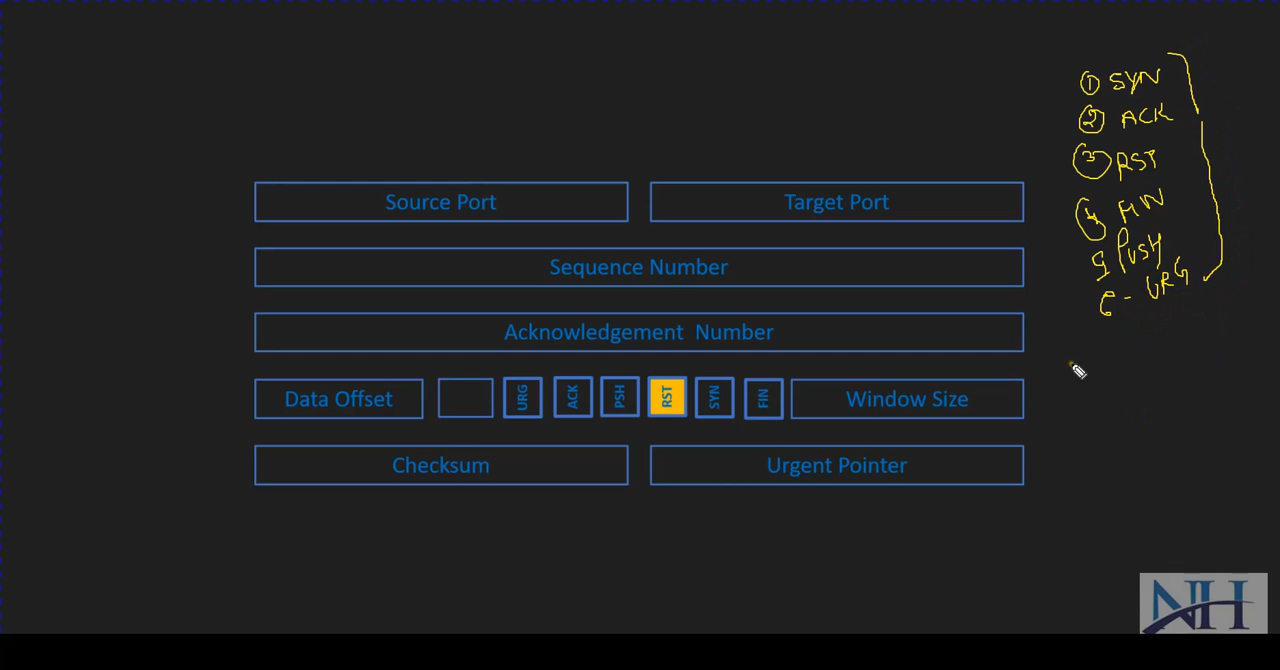 ① SYN
② ACK
③ RST
④ FIN
5 PUSH
6 - URG
Source Port Target Port
Sequence Number
Acknowledgement Number
Data Offset URG ACK PSH RST SYN FIN Window Size
Checksum Urgent Pointer
NH